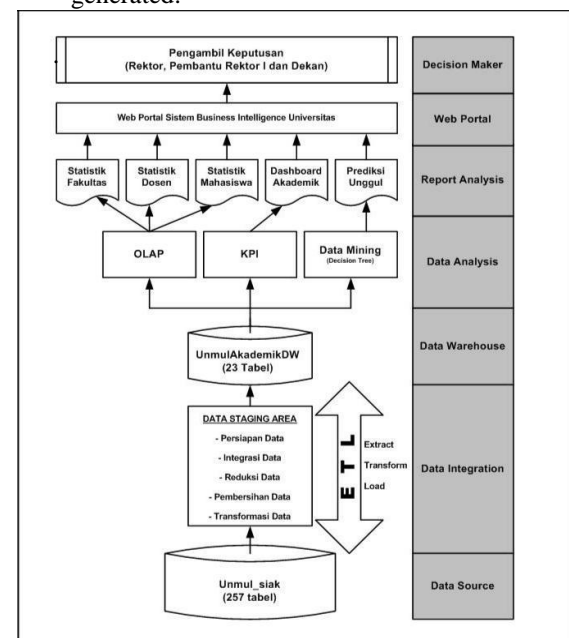 generated.
Pengambil Keputusan
(Rektor, Pembantu Rektor I dan Dekan)
Decision Maker
Web Portal Sistem Business Intelligence Universitas
Web Portal
Statistik
Fakultas
Statistik
Dosen
Statistik
Mahasiswa
Dashboard
Akademik
Prediksi
Unggul
Report Analysis
OLAP
KPI
Data Mining
(Decision Tree)
Data Analysis
UnmulAkademikDW
(23 Tabel)
Data Warehouse
DATA STAGING AREA
- Persiapan Data
- Integrasi Data
- Reduksi Data
- Pembersihan Data
- Transformasi Data
ETL
Extract
Transform
Load
Data Integration
Unmul_siak
(257 tabel)
Data Source